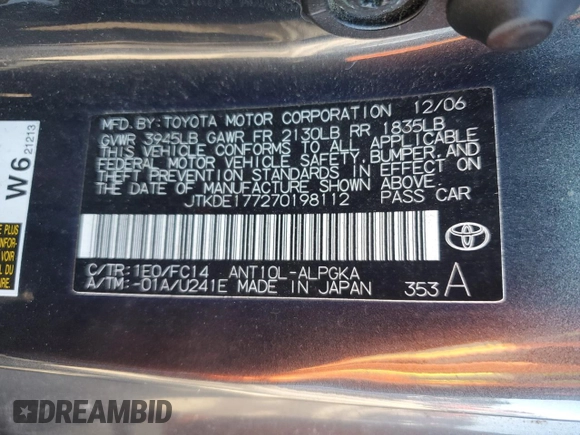 MFD.BY:TOYOTA MOTOR CORPORATION 12/06
GVWR 3945LB GAWR FR 2130LB RR 1835LB
THIS VEHICLE CONFORMS TO ALL APPLICABLE
FEDERAL MOTOR VEHICLE SAFETY,BUMPER,AND
THEFT PREVENTION STANDARDS IN EFFECT ON
THE DATE OF MANUFACTURE SHOWN ABOVE.
JTKDE177270198112 PASS CAR
C/TR:1E0/FC14 ANT10L-ALPGKA
A/TM:-01A/U241E MADE IN JAPAN 353 A
W6 21213
E PLUS
DREAMBID